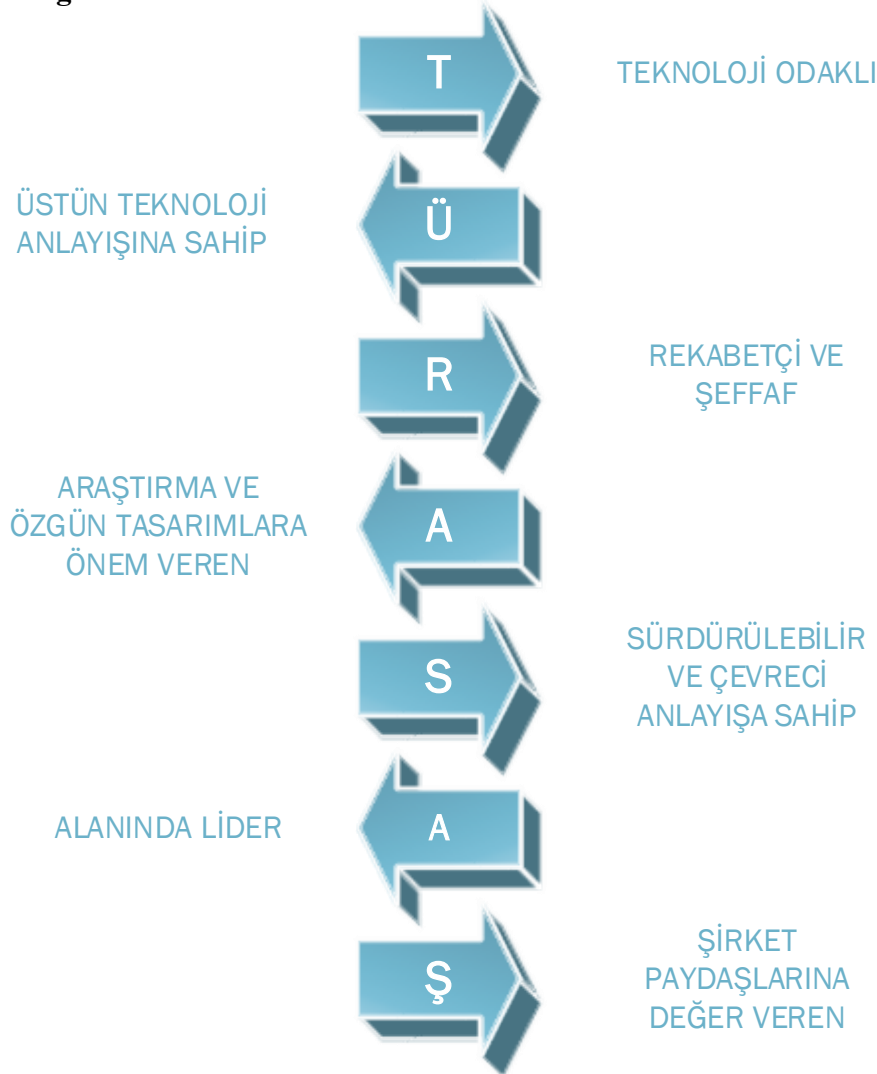 T
TEKNOLOJİ ODAKLI
ÜSTÜN TEKNOLOJİ
ANLAYIŞINA SAHİP
Ü
R
REKABETÇİ VE
ŞEFFAF
ARAŞTIRMA VE
ÖZGÜN TASARIMLARA
ÖNEM VEREN
A
S
SÜRDÜRÜLEBİLİR
VE ÇEVRECİ
ANLAYIŞA SAHİP
ALANINDA LİDER
A
Ş
ŞİRKET
PAYDAŞLARINA
DEĞER VEREN